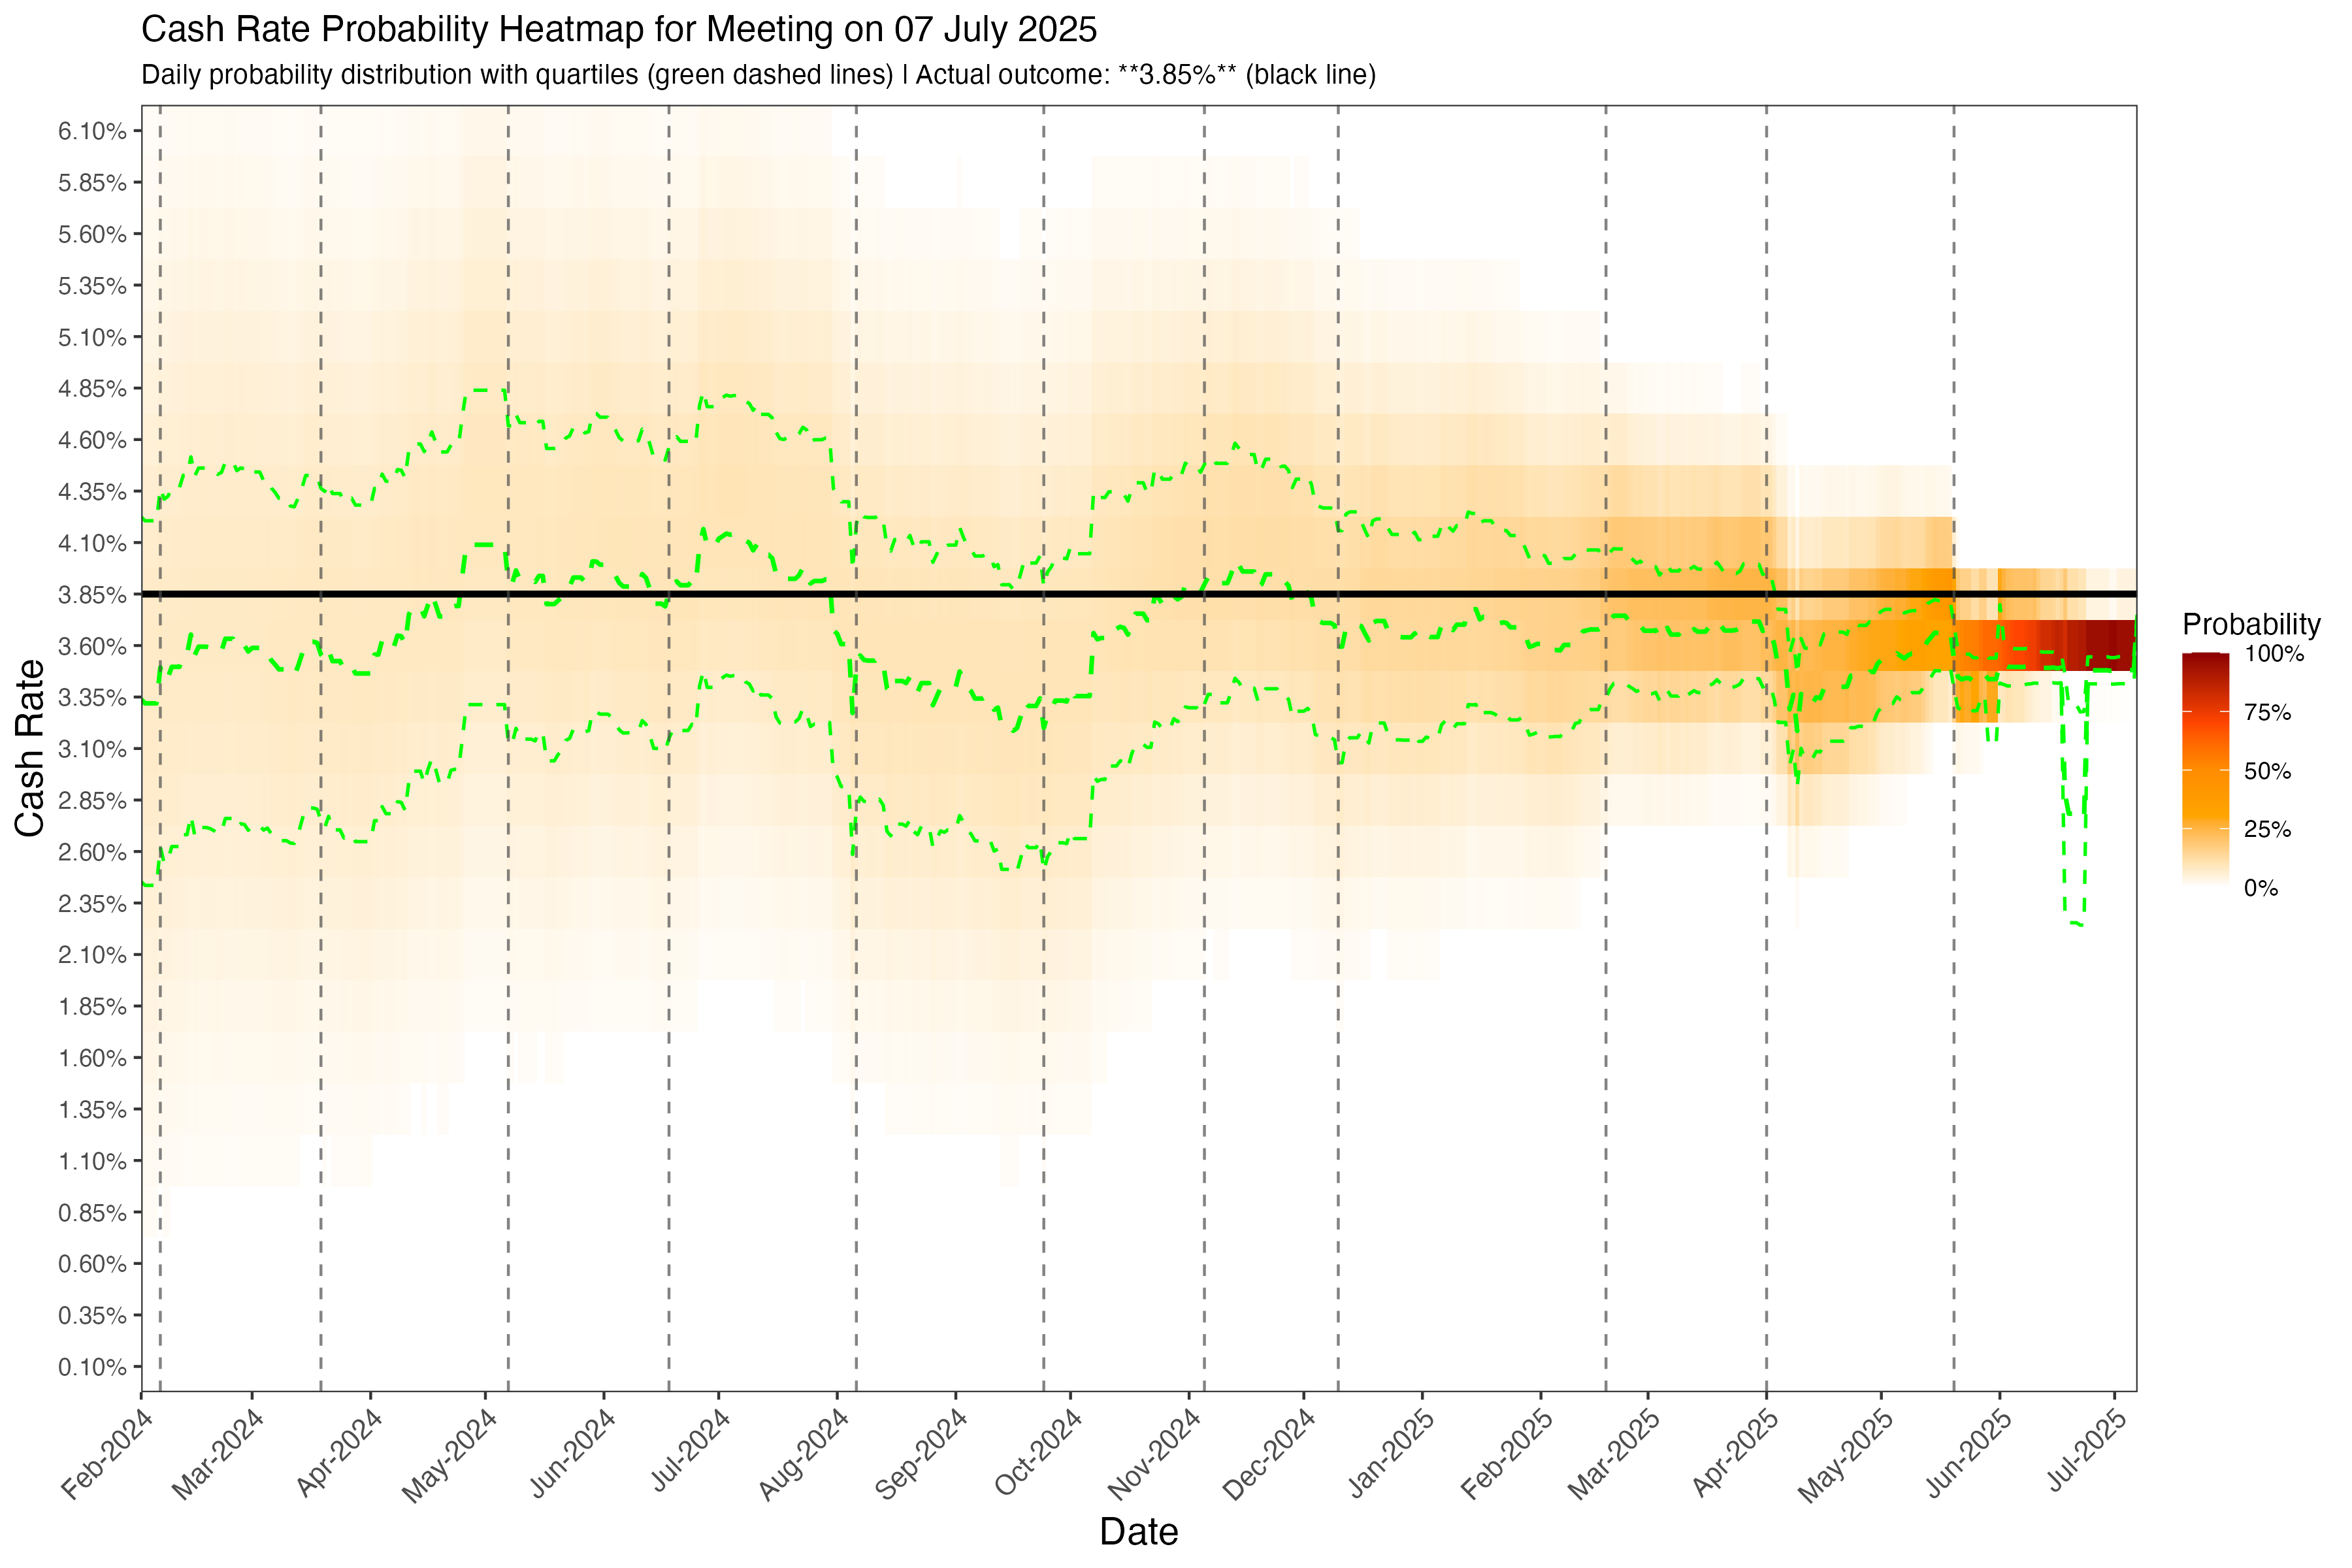 Cash Rate Probability Heatmap for Meeting on 07 July 2025
Daily probability distribution with quartiles (green dashed lines) | Actual outcome: **3.85%** (black line)
6.10%
5.85%
5.60%
5.35%
5.10%
4.85%
4.60%
4.35%
4.10%
3.85%
3.60%
3.35%
3.10%
2.85%
2.60%
2.35%
2.10%
1.85%
1.60%
1.35%
1.10%
0.85%
0.60%
0.35%
0.10%
Cash Rate
Feb-2024
Mar-2024
Apr-2024
May-2024
Jun-2024
Jul-2024
Aug-2024
Sep-2024
Oct-2024
Nov-2024
Dec-2024
Jan-2025
Feb-2025
Mar-2025
Apr-2025
May-2025
Jun-2025
Jul-2025
Date
Probability
100%
75%
50%
25%
0%